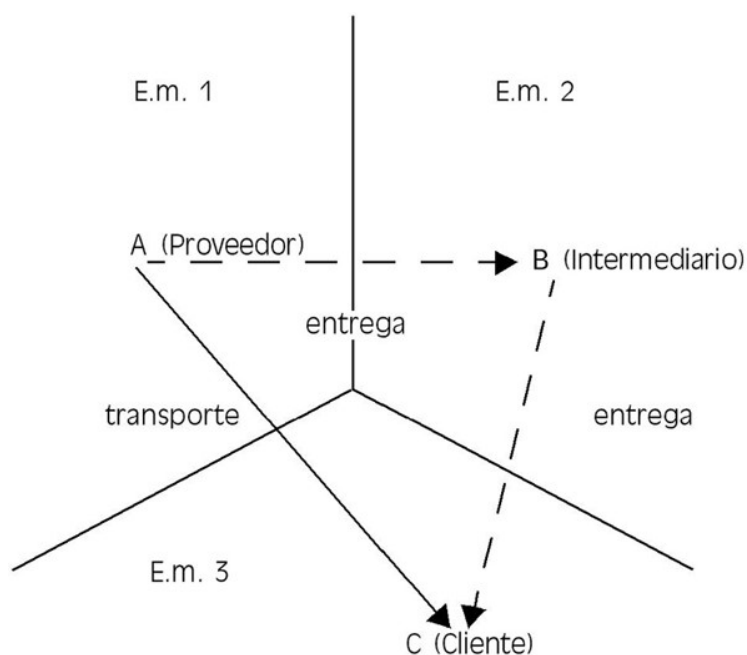 E.m. 1
E.m. 2
A (Proveedor)
B (Intermediario)
entrega
transporte
entrega
E.m. 3
C (Cliente)